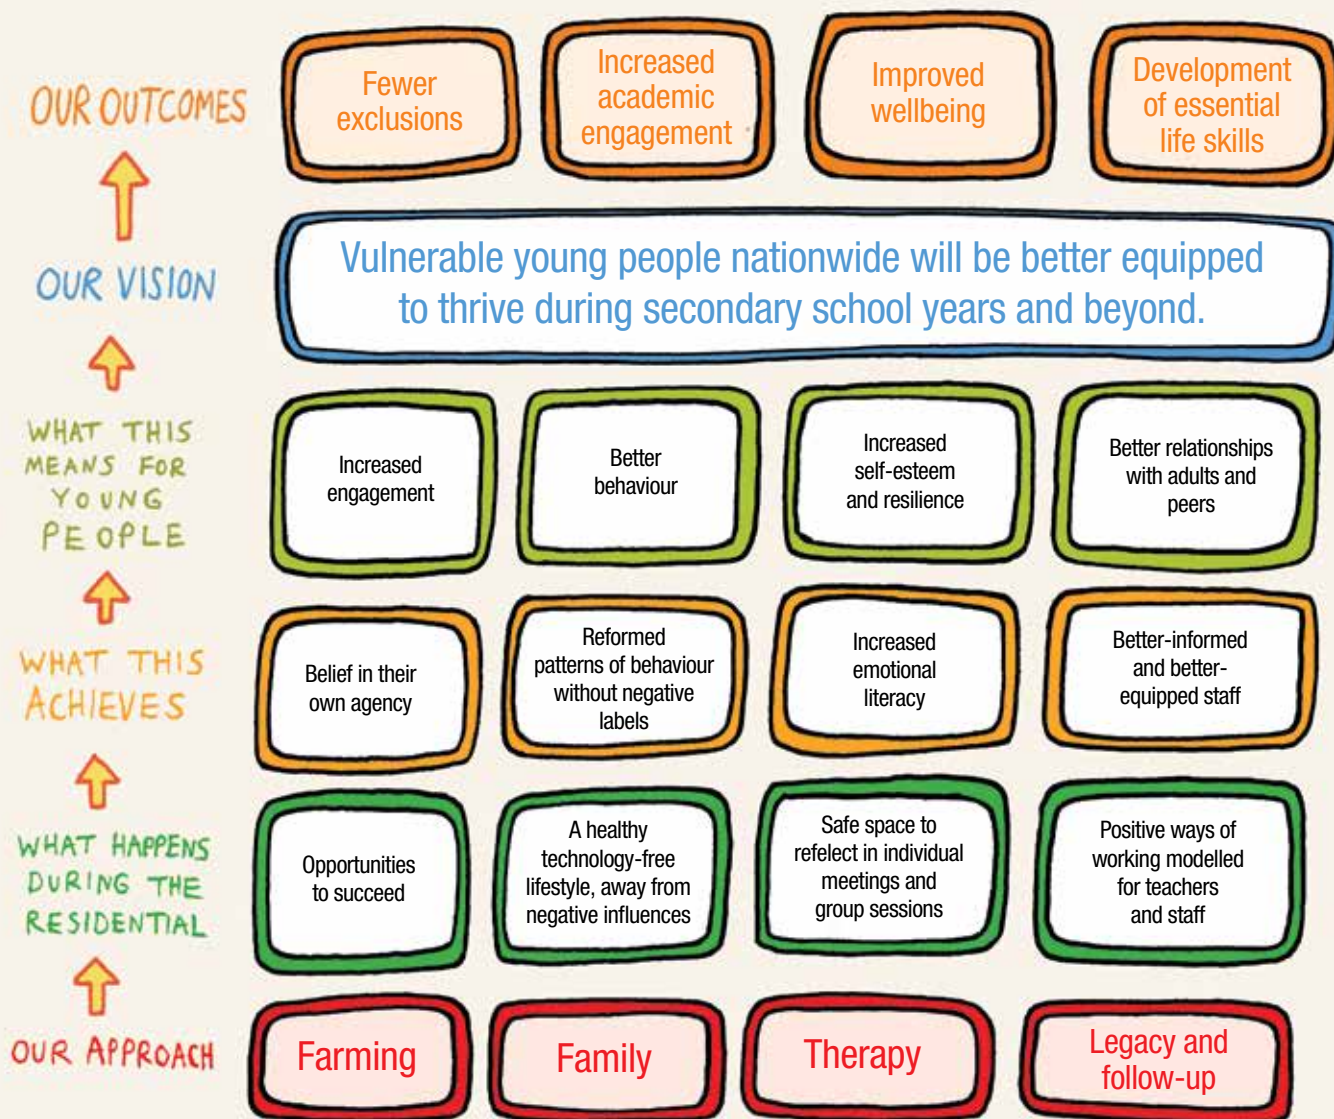 OUR OUTCOMES
Fewer
exclusions
Increased
academic
engagement
Improved
wellbeing
Development
of essential
life skills
OUR VISION
Vulnerable young people nationwide will be better equipped
to thrive during secondary school years and beyond.
WHAT THIS
MEANS FOR
YOUNG
PEOPLE
Increased
engagement
Better
behaviour
Increased
self-esteem
and resilience
Better relationships
with adults and
peers
WHAT THIS
ACHIEVES
Belief in their
own agency
Reformed
patterns of behaviour
without negative
labels
Increased
emotional
literacy
Better-informed
and better-
equipped staff
WHAT HAPPENS
DURING THE
RESIDENTIAL
Opportunities
to succeed
A healthy
technology-free
lifestyle, away from
negative influences
Safe space to
refelect in individual
meetings and
group sessions
Positive ways of
working modelled
for teachers
and staff
OUR APPROACH
Farming
Family
Therapy
Legacy and
follow-up